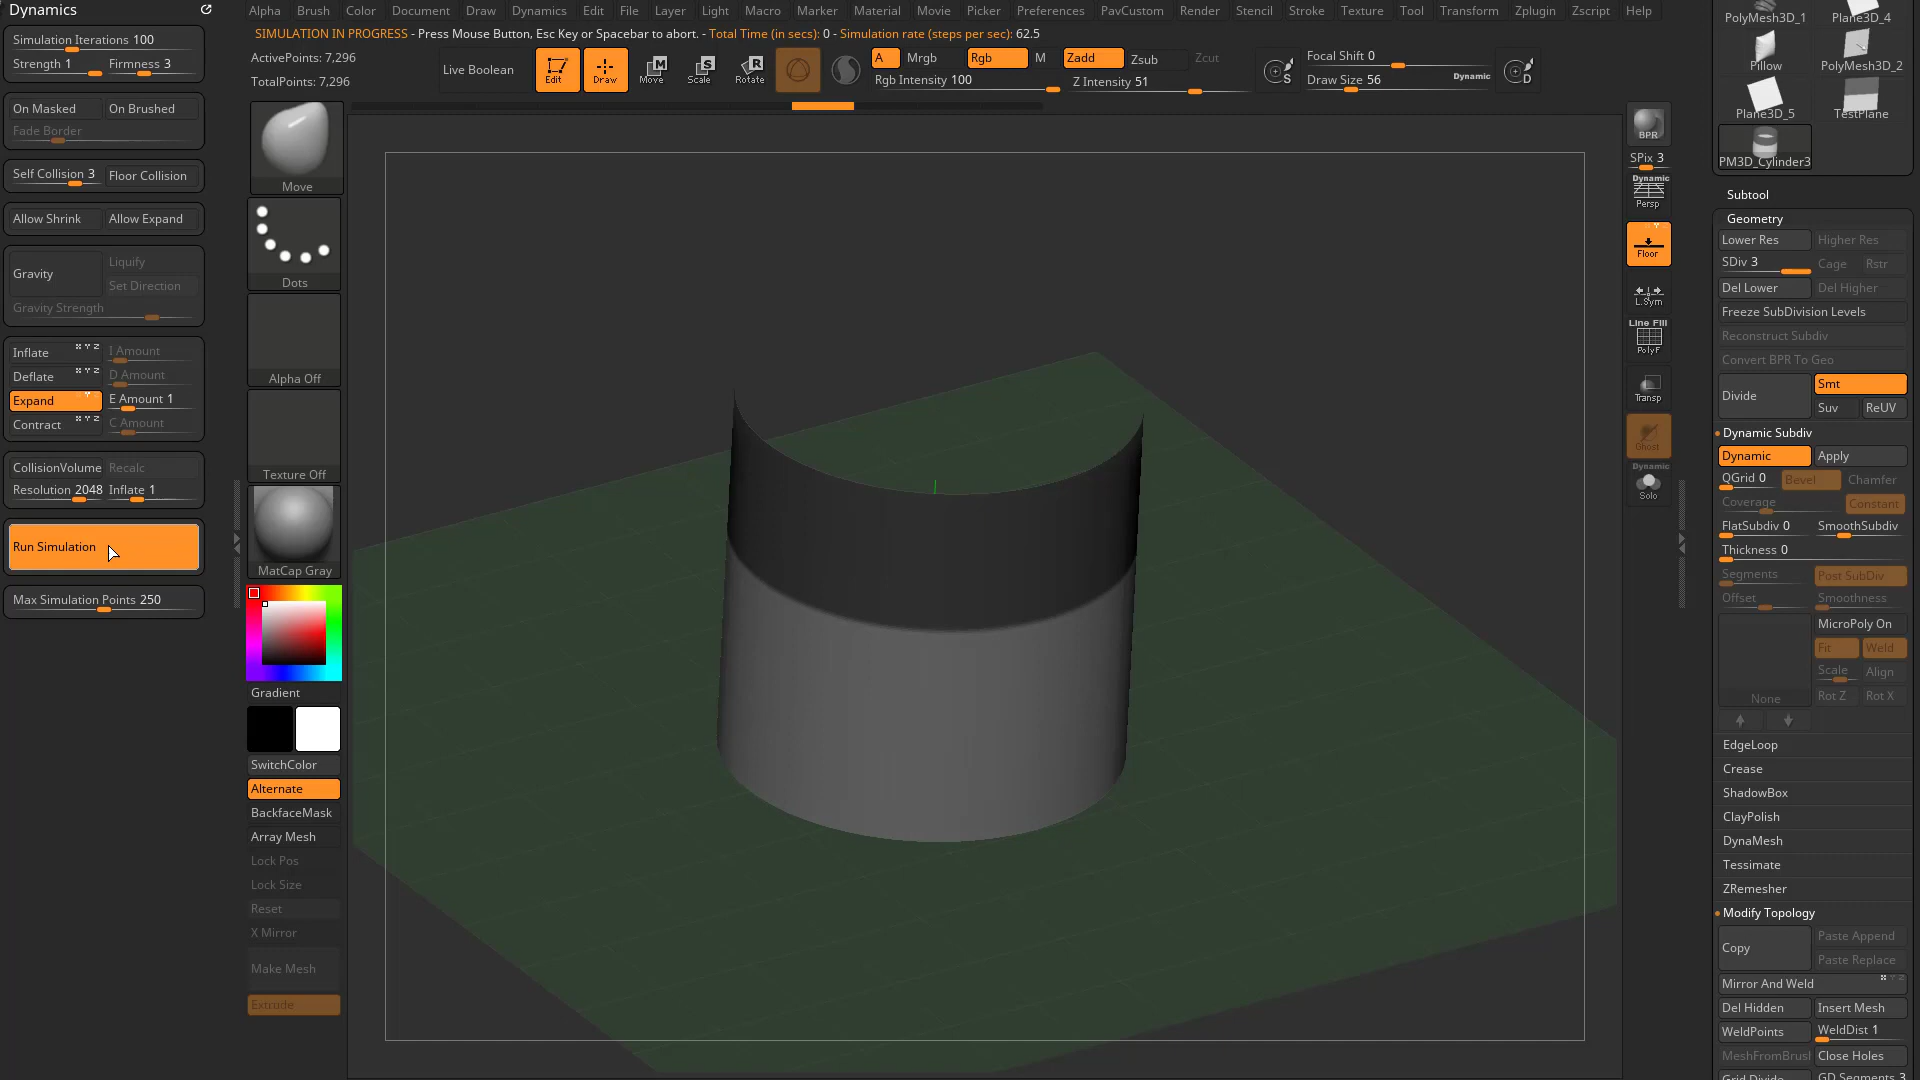 Dynamics
Simulation Iterations 100
Strength 1 Firmness 3
On Masked On Brushed
Fade Border
Self Collision 3 Floor Collision
Allow Shrink Allow Expand
Gravity
Liquify
Set Direction
Gravity Strength
Inflate x Y Z I Amount
Deflate x Y Z D Amount
Expand x Y Z E Amount 1
Contract x Y Z C Amount
CollisionVolume Recalc
Resolution 2048 Inflate 1
Run Simulation
Max Simulation Points 250
Alpha Brush Color Document Draw Dynamics Edit File Layer Light Macro Marker Material Movie Picker Preferences PavCustom Render Stencil Stroke Texture Tool Transform Zplugin Zscript Help
SIMULATION IN PROGRESS - Press Mouse Button, Esc Key or Spacebar to abort. - Total Time (in secs): 0 - Simulation rate (steps per sec): 62.5
ActivePoints: 7,296
TotalPoints: 7,296
Live Boolean
Edit
Draw
Move
Scale
Rotate
A Mrgb Rgb M Zadd Zsub Zcut
Rgb Intensity 100 Z Intensity 51
S
Focal Shift 0
Draw Size 56 Dynamic
D
Move
Dots
Alpha Off
Texture Off
MatCap Gray
Gradient
SwitchColor
Alternate
BackfaceMask
Array Mesh
Lock Pos
Lock Size
Reset
X Mirror
Make Mesh
Extrude
BPR
SPix 3
Dynamic
Persp
Floor
L.Sym
Line Fill
PolyF
Transp
Ghost
Dynamic
Solo
PolyMesh3D_1 Plane3D_4
Pillow PolyMesh3D_2
Plane3D_5 TestPlane
PM3D_Cylinder3
Subtool
Geometry
Lower Res Higher Res
SDiv 3 Cage Rstr
Del Lower Del Higher
Freeze SubDivision Levels
Reconstruct Subdiv
Convert BPR To Geo
Divide
Smt
Suv ReUV
Dynamic Subdiv
Dynamic Apply
QGrid 0 Bevel Chamfer
Coverage Constant
FlatSubdiv 0 SmoothSubdiv
Thickness 0
Segments Post SubDiv
Offset Smoothness
MicroPoly On
Fit Weld
Scale Align
None Rot Z Rot X
EdgeLoop
Crease
ShadowBox
ClayPolish
DynaMesh
Tessimate
ZRemesher
Modify Topology
Copy
Paste Append
Paste Replace
Mirror And Weld
Del Hidden Insert Mesh
WeldPoints WeldDist 1
MeshFromBrush Close Holes
Grid Divide GD Segments 3